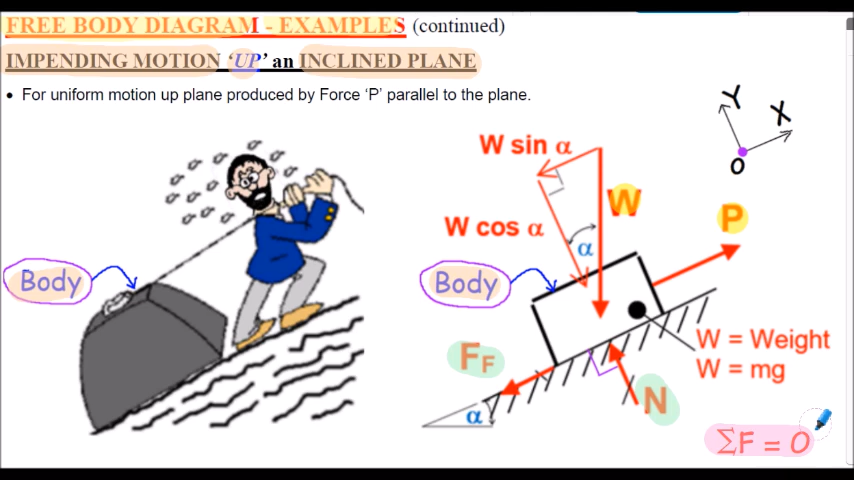 FREE BODY DIAGRAM - EXAMPLES (continued)
IMPENDING MOTION ‘UP’ an INCLINED PLANE
• For uniform motion up plane produced by Force ‘P’ parallel to the plane.
Y
X
O
W sin α
W
W cos α
P
α
Body
Body
W = Weight
W = mg
FF
N
α
ΣF = 0